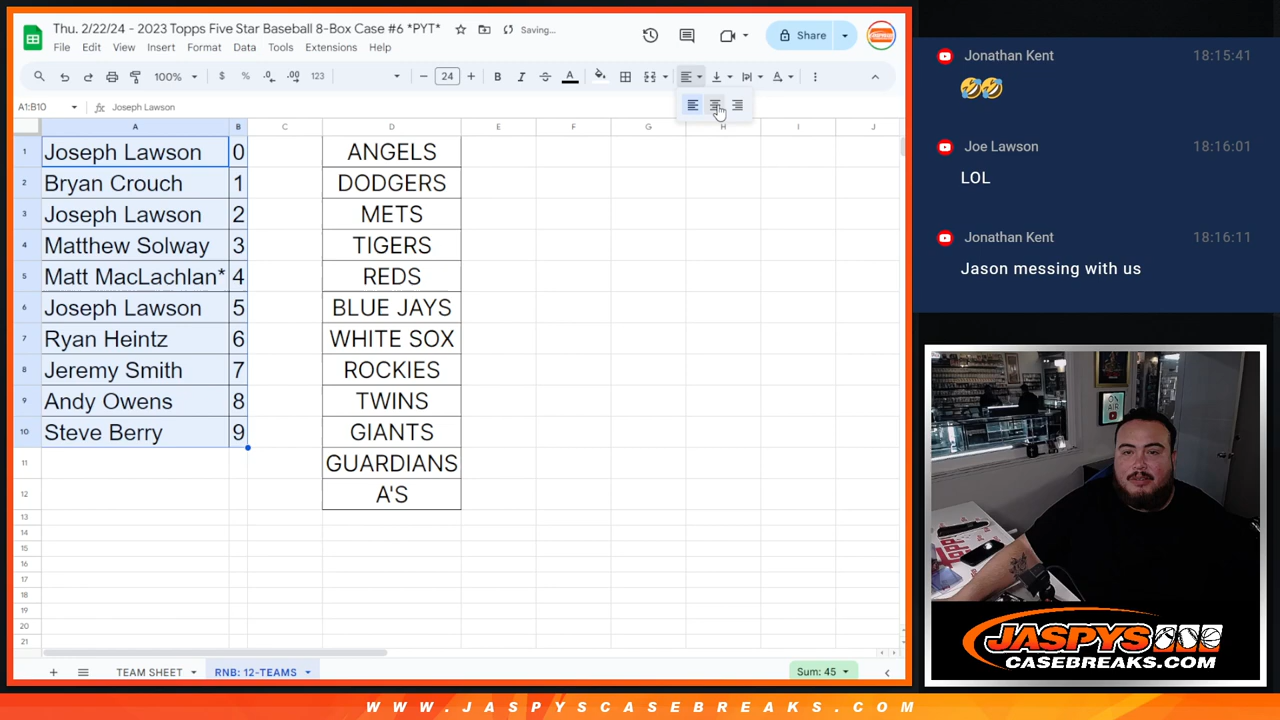 Thu. 2/22/24 - 2023 Topps Five Star Baseball 8-Box Case #6 *PYT*
Saving...
Share
File Edit View Insert Format Data Tools Extensions Help
100% $ % .0 .00 123 24 B I A
A1:B10 fx Joseph Lawson
A B C D E F G H I J
1 Joseph Lawson 0 ANGELS
2 Bryan Crouch 1 DODGERS
3 Joseph Lawson 2 METS
4 Matthew Solway 3 TIGERS
5 Matt MacLachlan* 4 REDS
6 Joseph Lawson 5 BLUE JAYS
7 Ryan Heintz 6 WHITE SOX
8 Jeremy Smith 7 ROCKIES
9 Andy Owens 8 TWINS
10 Steve Berry 9 GIANTS
11 GUARDIANS
12 A'S
13
14
15
16
17
18
19
20
21
TEAM SHEET RNB: 12-TEAMS Sum: 45
Jonathan Kent 18:15:41
🤣🤣
Joe Lawson 18:16:01
LOL
Jonathan Kent 18:16:11
Jason messing with us
ON AIR
JASPYS
CASEBREAKS.COM
WWW.JASPYSCASEBREAKS.COM